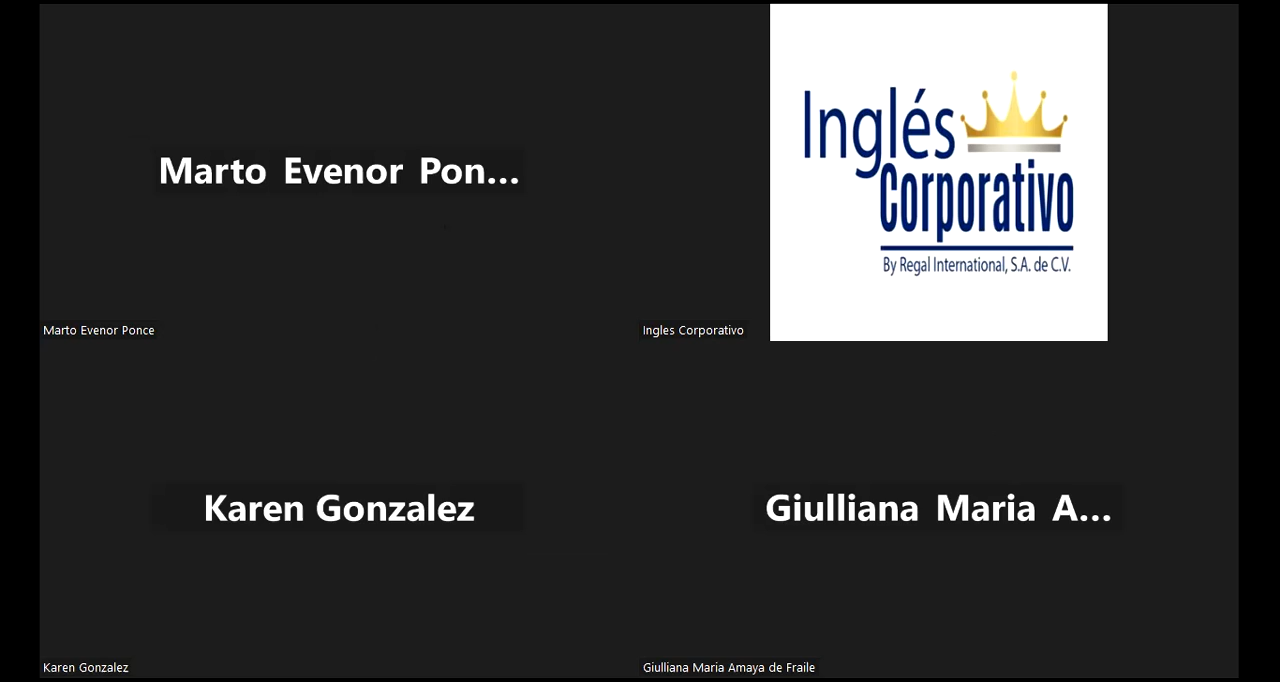 Marto Evenor Pon...
Marto Evenor Ponce
Inglés
Corporativo
By Regal International, S.A. de C.V.
Ingles Corporativo
Karen Gonzalez
Karen Gonzalez
Giulliana Maria A...
Giulliana Maria Amaya de Fraile